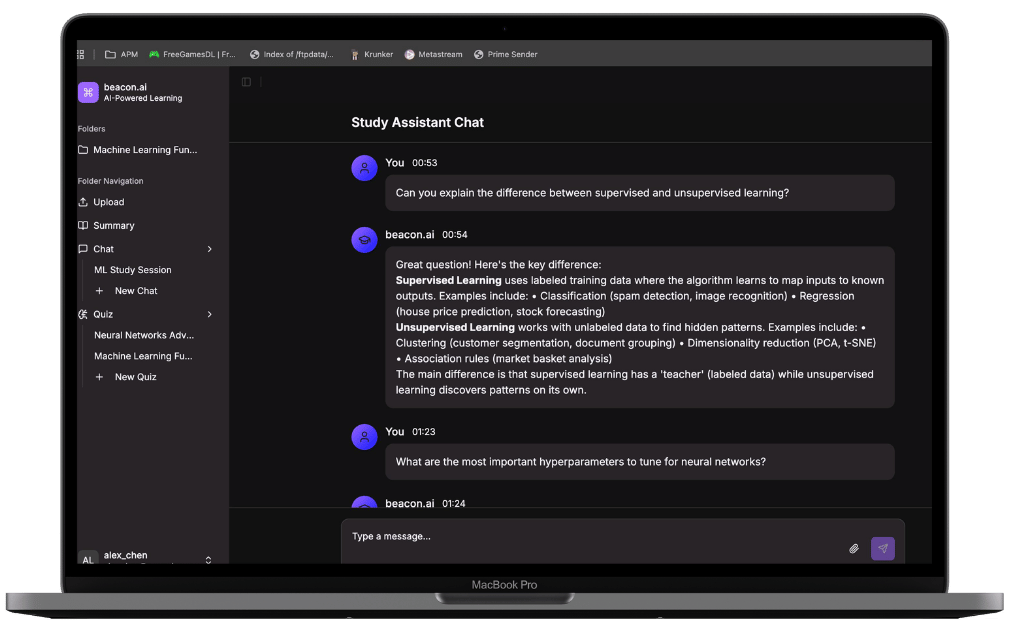 APM
FreeGamesDL | Fr...
Index of /ftpdata/...
Krunker
Metastream
Prime Sender
beacon.ai
AI-Powered Learning
Folders
Machine Learning Fun...
Folder Navigation
Upload
Summary
Chat
ML Study Session
+ New Chat
Quiz
Neural Networks Adv...
Machine Learning Fu...
+ New Quiz
AL
alex_chen
Study Assistant Chat
You 00:53
Can you explain the difference between supervised and unsupervised learning?
beacon.ai 00:54
Great question! Here's the key difference:
Supervised Learning uses labeled training data where the algorithm learns to map inputs to known
outputs. Examples include: • Classification (spam detection, image recognition) • Regression
(house price prediction, stock forecasting)
Unsupervised Learning works with unlabeled data to find hidden patterns. Examples include: •
Clustering (customer segmentation, document grouping) • Dimensionality reduction (PCA, t-SNE)
• Association rules (market basket analysis)
The main difference is that supervised learning has a 'teacher' (labeled data) while unsupervised
learning discovers patterns on its own.
You 01:23
What are the most important hyperparameters to tune for neural networks?
beacon.ai 01:24
Type a message...
MacBook Pro